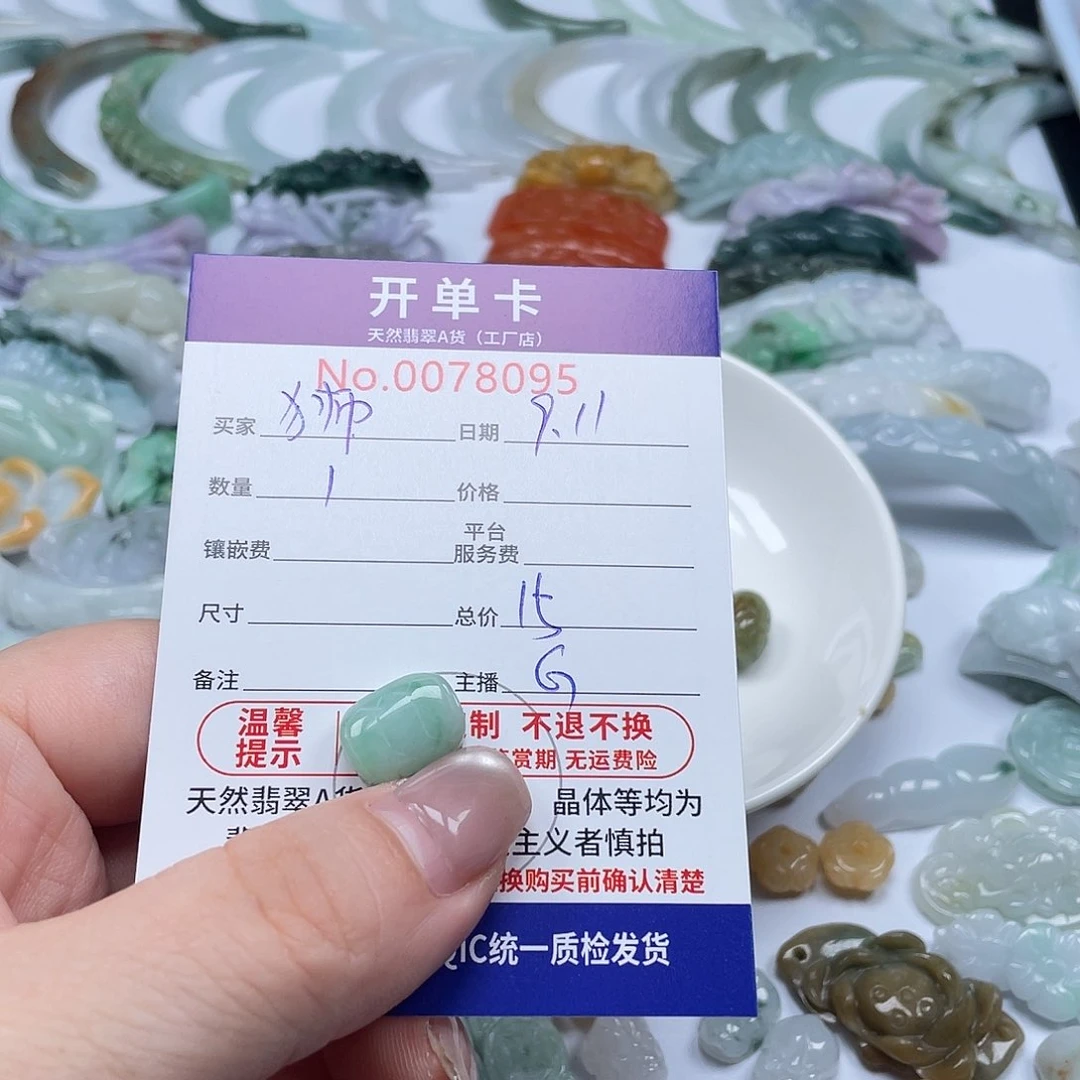 开单卡
天然翡翠A货（工厂店）
No.0078095
买家 狮 日期 9.11
数量 1 价格
镶嵌费 平台服务费
尺寸 总价 15
备注 主播 G
温馨提示 制 不退不换
赏期 无运费险
天然翡翠A货 晶体等均为
主义者慎拍
换购买前确认清楚
QIC统一质检发货